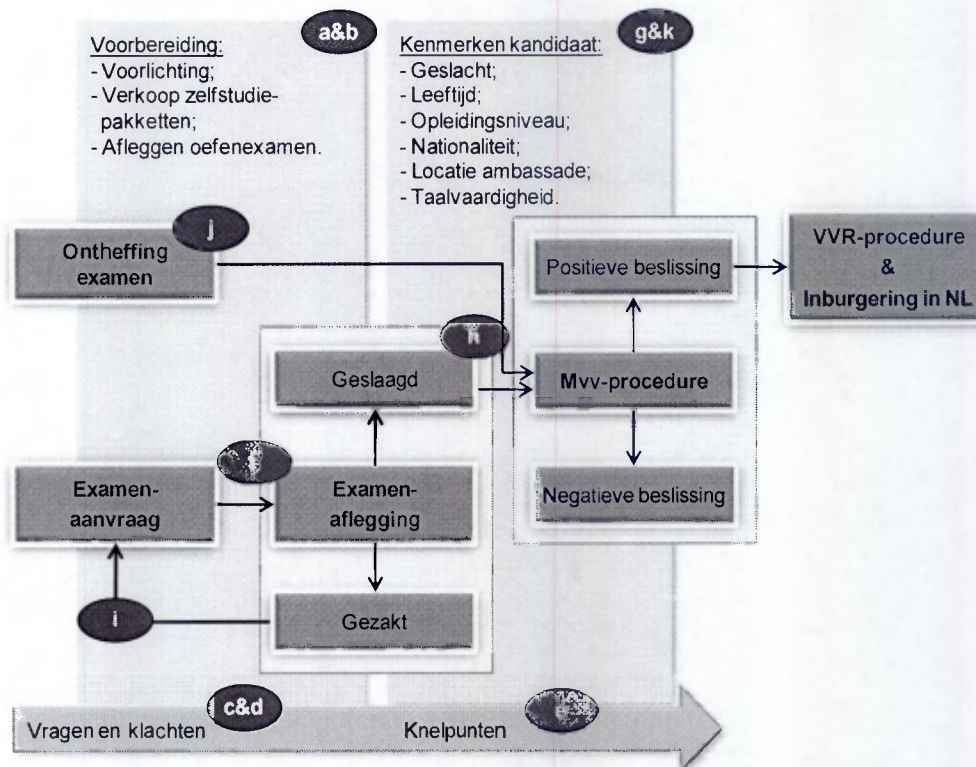 a&b
Voorbereiding:
- Voorlichting;
- Verkoop zelfstudie-
pakketten;
- Afleggen oefenexamen.
g&k
Kenmerken kandidaat:
- Geslacht;
- Leeftijd;
- Opleidingsniveau;
- Nationaliteit;
- Locatie ambassade;
- Taalvaardigheid.
j
Ontheffing
examen
Positieve beslissing
VVR-procedure
&
Inburgering in NL
h
Geslaagd
Mvv-procedure
Examen-
aanvraag
Examen-
aflegging
Negatieve beslissing
i
Gezakt
c&d
Vragen en klachten
Knelpunten
e